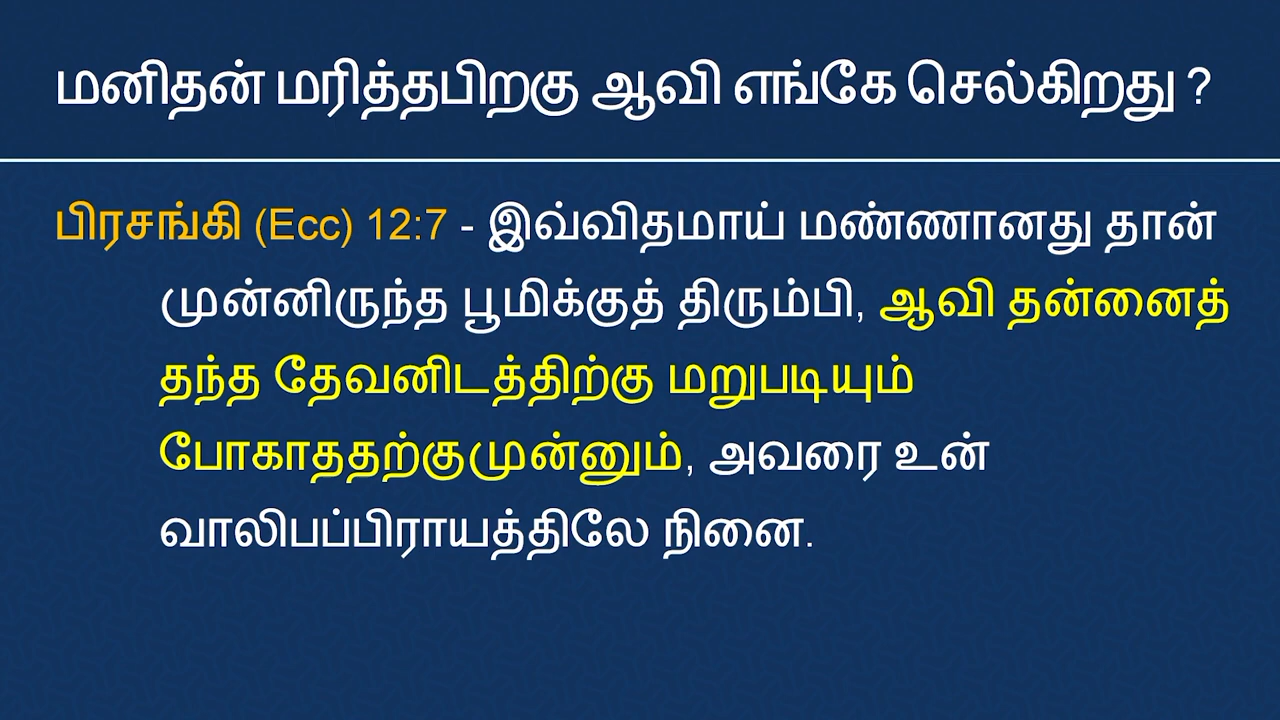 மனிதன் மரித்தபிறகு ஆவி எங்கே செல்கிறது ?
பிரசங்கி (Ecc) 12:7 - இவ்விதமாய் மண்ணானது தான்
முன்னிருந்த பூமிக்குத் திரும்பி, ஆவி தன்னைத்
தந்த தேவனிடத்திற்கு மறுபடியும்
போகாததற்குமுன்னும், அவரை உன்
வாலிபப்பிராயத்திலே நினை.